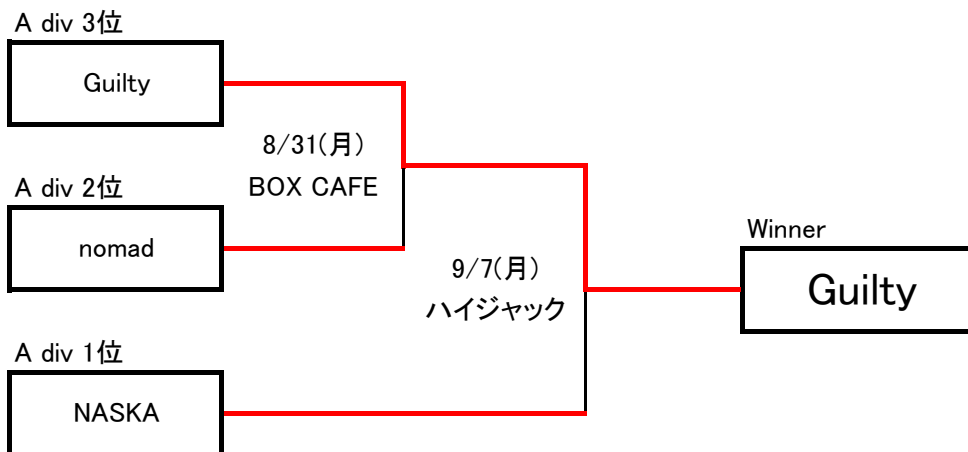 A div 3位
Guilty
8/31(月)
BOX CAFE
A div 2位
nomad
9/7(月)
ハイジャック
Winner
Guilty
A div 1位
NASKA